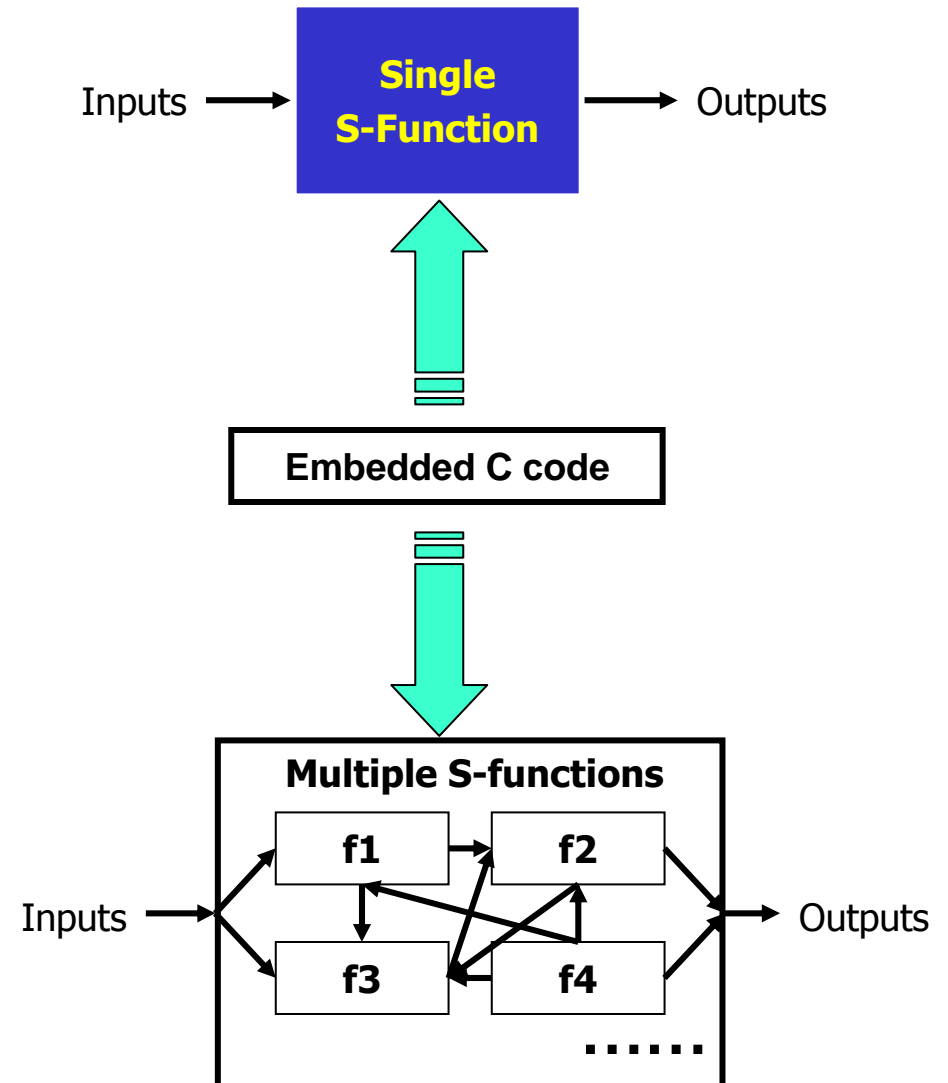 Single
S-Function
Inputs
Outputs
Embedded C code
Multiple S-functions
f1
f2
Inputs
Outputs
f3
f4
......